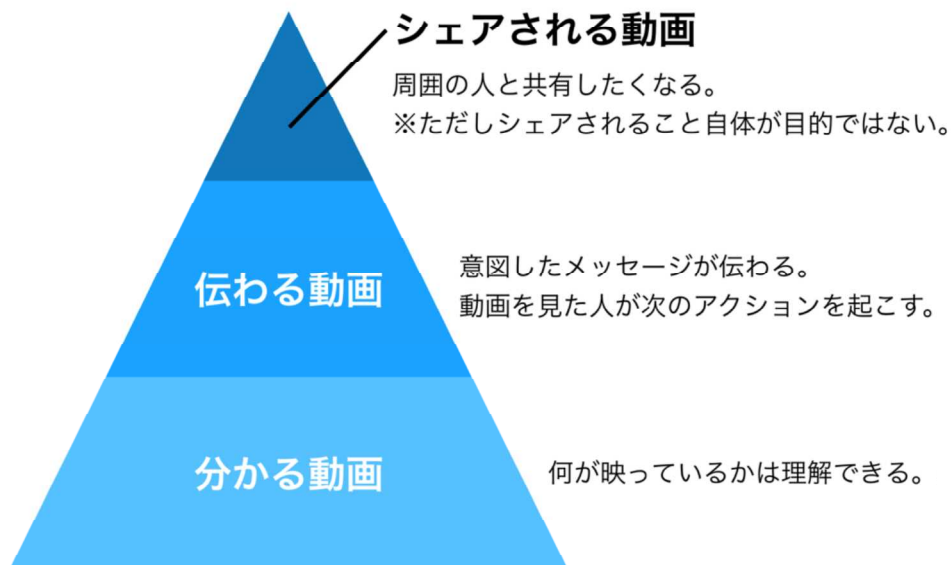 シェアされる動画
周囲の人と共有したくなる。
※ただしシェアされること自体が目的ではない。
伝わる動画
意図したメッセージが伝わる。
動画を見た人が次のアクションを起こす。
分かる動画
何が映っているかは理解できる。